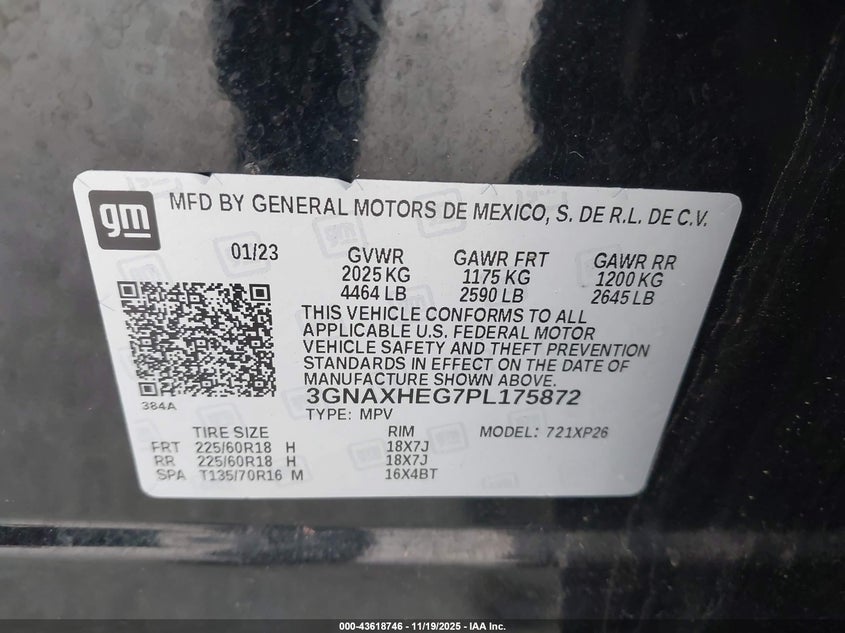 gm
MFD BY GENERAL MOTORS DE MEXICO, S. DE R.L. DE C.V.
01/23
GVWR GAWR FRT GAWR RR
2025 KG 1175 KG 1200 KG
4464 LB 2590 LB 2645 LB
THIS VEHICLE CONFORMS TO ALL
APPLICABLE U.S. FEDERAL MOTOR
VEHICLE SAFETY AND THEFT PREVENTION
STANDARDS IN EFFECT ON THE DATE OF
MANUFACTURE SHOWN ABOVE.
384A
3GNAXHEG7PL175872
TYPE: MPV
TIRE SIZE RIM MODEL: 721XP26
FRT 225/60R18 H 18X7J
RR 225/60R18 H 18X7J
SPA T135/70R16 M 16X4BT
000-43618746 - 11/19/2025 - IAA Inc.